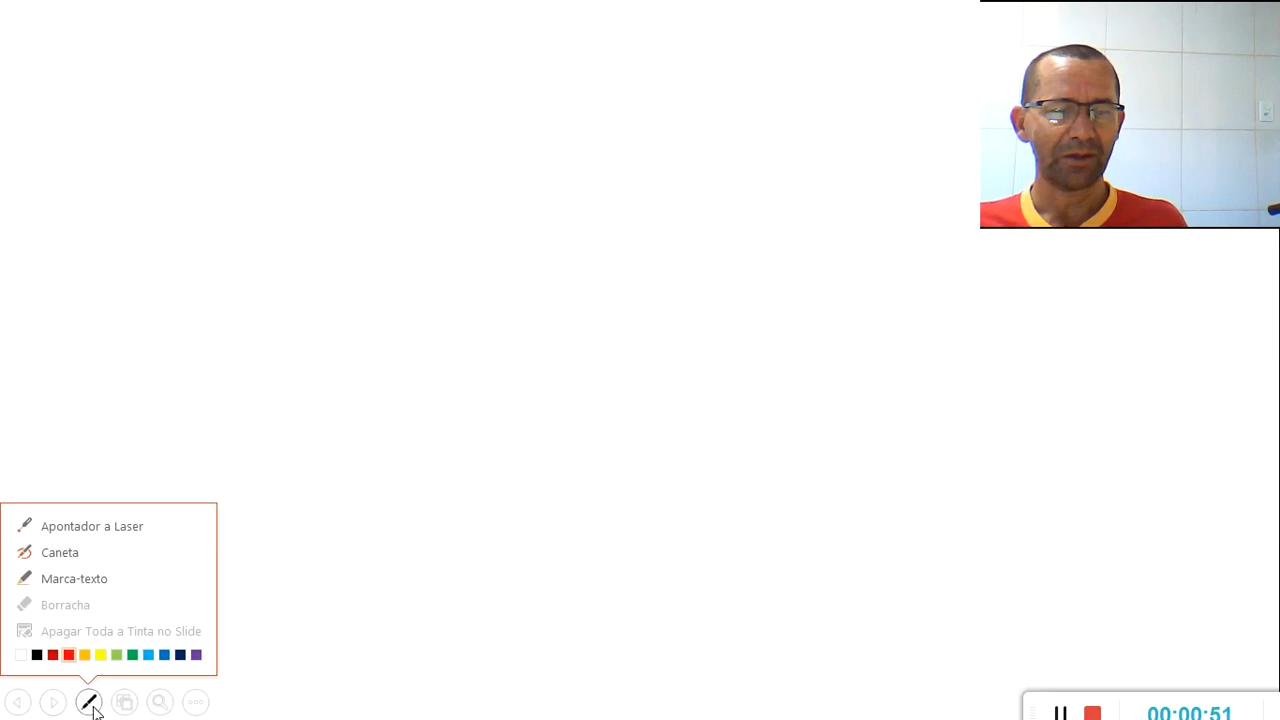 Apontador a Laser
Caneta
Marca-texto
Borracha
Apagar Toda a Tinta no Slide
00:00:51